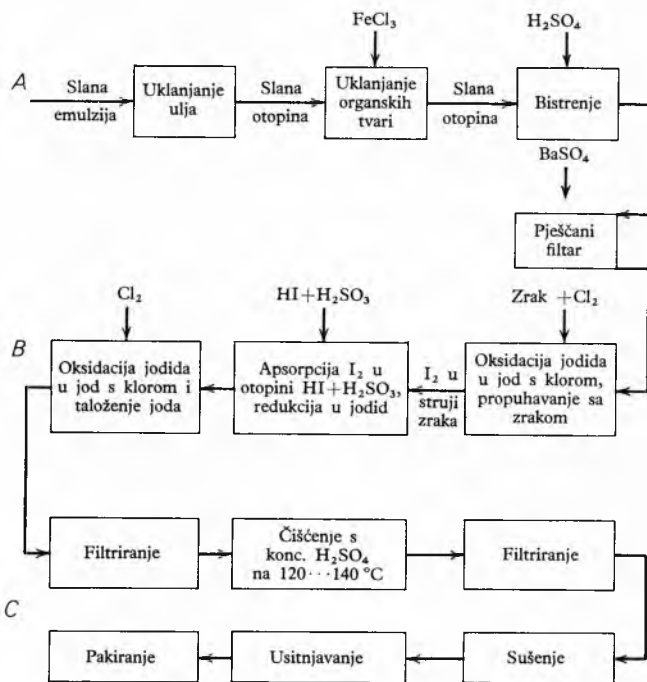 FeCl₃
H₂SO₄
A
Slana
emulzija
Uklanjanje
ulja
Slana
otopina
Uklanjanje
organskih
tvari
Slana
otopina
Bistrenje
BaSO₄
Pješčani
filtar
Cl₂
HI+H₂SO₃
Zrak +Cl₂
B
Oksidacija jodida
u jod s klorom i
taloženje joda
Apsorpcija I₂ u
otopini HI+H₂SO₃,
redukcija u jodid
I₂ u
struji
zraka
Oksidacija jodida
u jod s klorom,
propuhavanje sa
zrakom
Filtriranje
Čišćenje s
konc. H₂SO₄
na 120···140 °C
Filtriranje
C
Pakiranje
Usitnjavanje
Sušenje